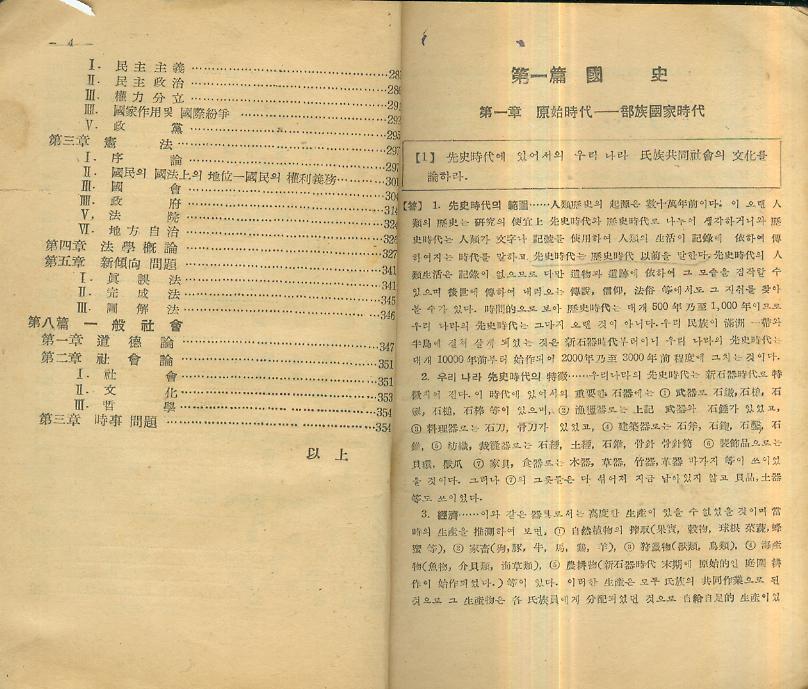 — 4 —
Ⅰ. 民主主義
Ⅱ. 民主政治
Ⅲ. 權力分立 29
Ⅳ. 國家作用및 國際紛爭 29
Ⅴ. 政 黨 295
第三章 憲 法 297
Ⅰ. 序 論 297
Ⅱ. 國民의 國法上의 地位—國民의 權利義務 301
Ⅲ. 國 會
Ⅲ. 政 府 31
Ⅴ. 法 院 32
Ⅵ. 地方自治 32
第四章 法學槪論 327
第五章 新傾向 問題 341
Ⅰ. 眞 誤 法 341
Ⅱ. 完 成 法 345
Ⅲ. 圖 解 法 346
第八篇 一 般 社 會
第一章 道 德 論 347
第二章 社 會 論 351
Ⅰ. 社 會 351
Ⅱ. 文 化 353
Ⅲ. 哲 學 354
第三章 時事 問題 354
以 上
第一篇 國 史
第一章 原始時代——部族國家時代
【1】 先史時代에 있어서의 우리 나라 氏族共同社會의 文化를
論하라.
【答】 1. 先史時代의 範圍……人類歷史의 起源은 數十萬年前이다. 이 오랜 人
類의 歷史는 硏究의 便宜上 先史時代와 歷史時代로 나누어 생각하거니와 歷
史時代는 人類가 文字나 記號를 使用하여 人類의 生活이 記錄에 依하여 傳
하여지는 時代를 말하고, 先史時代는 歷史時代 以前을 말한다. 先史時代의 人
類生活은 記錄이 없으므로 다만 遺物과 遺蹟에 依하여 그 모습을 짐작할 수
있으며 後世에 傳하여 내려오는 傳說, 信仰, 法俗 等에서도 그 자취를 찾아
볼 수가 있다. 時間的으로 보아 歷史時代는 대개 500年 乃至 1,000年이므로
우리 나라의 先史時代는 그다지 오랜 것이 아니다. 우리 民族이 滿洲 一帶와
半島에 걸쳐 살게 되었는 것은 新石器時代부터이니 우리 나라의 先史時代는
대개 10000年前부터 始作되어 2000年乃至 3000年前 程度에 그치는 것이다.
2. 우리 나라 先史時代의 特徵……우리나라의 先史時代는 新石器時代로 特
徵지어 진다. 이 時代에 있어서의 重要한 石器에는 ① 武器로 石鏃, 石槍, 石
石槌, 石棒 等이 있으며, ② 漁獵器로는 上記 武器와 石錘가 있었고,
③ 料理器로는 石刀, 骨刀가 있었고, ④ 建築器로는 石斧, 石鉋, 石鑿, 石
⑤ 紡織, 裁縫器로는 石錘, 土錘, 石錐, 骨針 骨針筒 ⑥ 裝飾品으로는
貝環, 獸爪 ⑦ 家具, 食器로는 木器, 草器, 竹器, 革器 바가지 等이 쓰이었
을 것이다. 그러나 ⑦의 그릇들은 다 썩어져 지금 남아있지 않고 貝品, 土器
等도 쓰이었다.
3. 經濟……이와 같은 器具로서는 高度한 生産이 있을 수 없었을 것이며 當
時의 生産을 推測하여 보면, ① 自然植物의 搾取(果實, 穀物, 球根 菜蔬, 蜂
蜜 等), ② 家畜(狗, 豚, 牛, 馬, 鷄, 羊), ③ 狩獵物(獸類, 鳥類), ④ 海産
物(魚物, 介貝類, 海草類), ⑤ 農耕物(新石器時代 末期에 原始的인 庭園 耕
作이 始作되었다.) 等이 있다. 이러한 生産은 모두 氏族의 共同作業으로 된
것으로 그 生産物은 各 氏族員에게 分配되었던 것으로 自給自足的 生産이 있